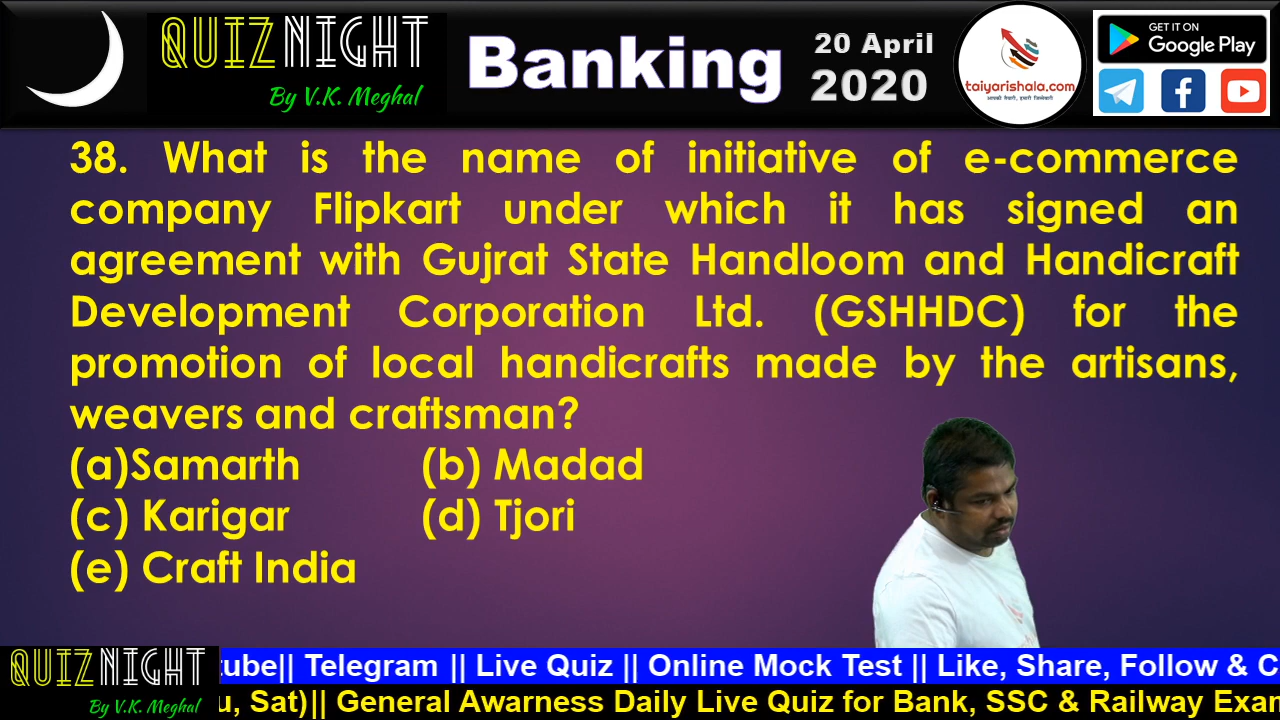 QUIZ NIGHT
By V.K. Meghal
Banking
20 April
2020
taiyarishala.com
आपकी तैयारी, हमारी जिम्मेदारी
GET IT ON
Google Play
38. What is the name of initiative of e-commerce
company Flipkart under which it has signed an
agreement with Gujrat State Handloom and Handicraft
Development Corporation Ltd. (GSHHDC) for the
promotion of local handicrafts made by the artisans,
weavers and craftsman?
(a)Samarth (b) Madad
(c) Karigar (d) Tjori
(e) Craft India
QUIZ NIGHT
By V.K. Meghal
tube|| Telegram || Live Quiz || Online Mock Test || Like, Share, Follow & C
u, Sat)|| General Awarness Daily Live Quiz for Bank, SSC & Railway Exar